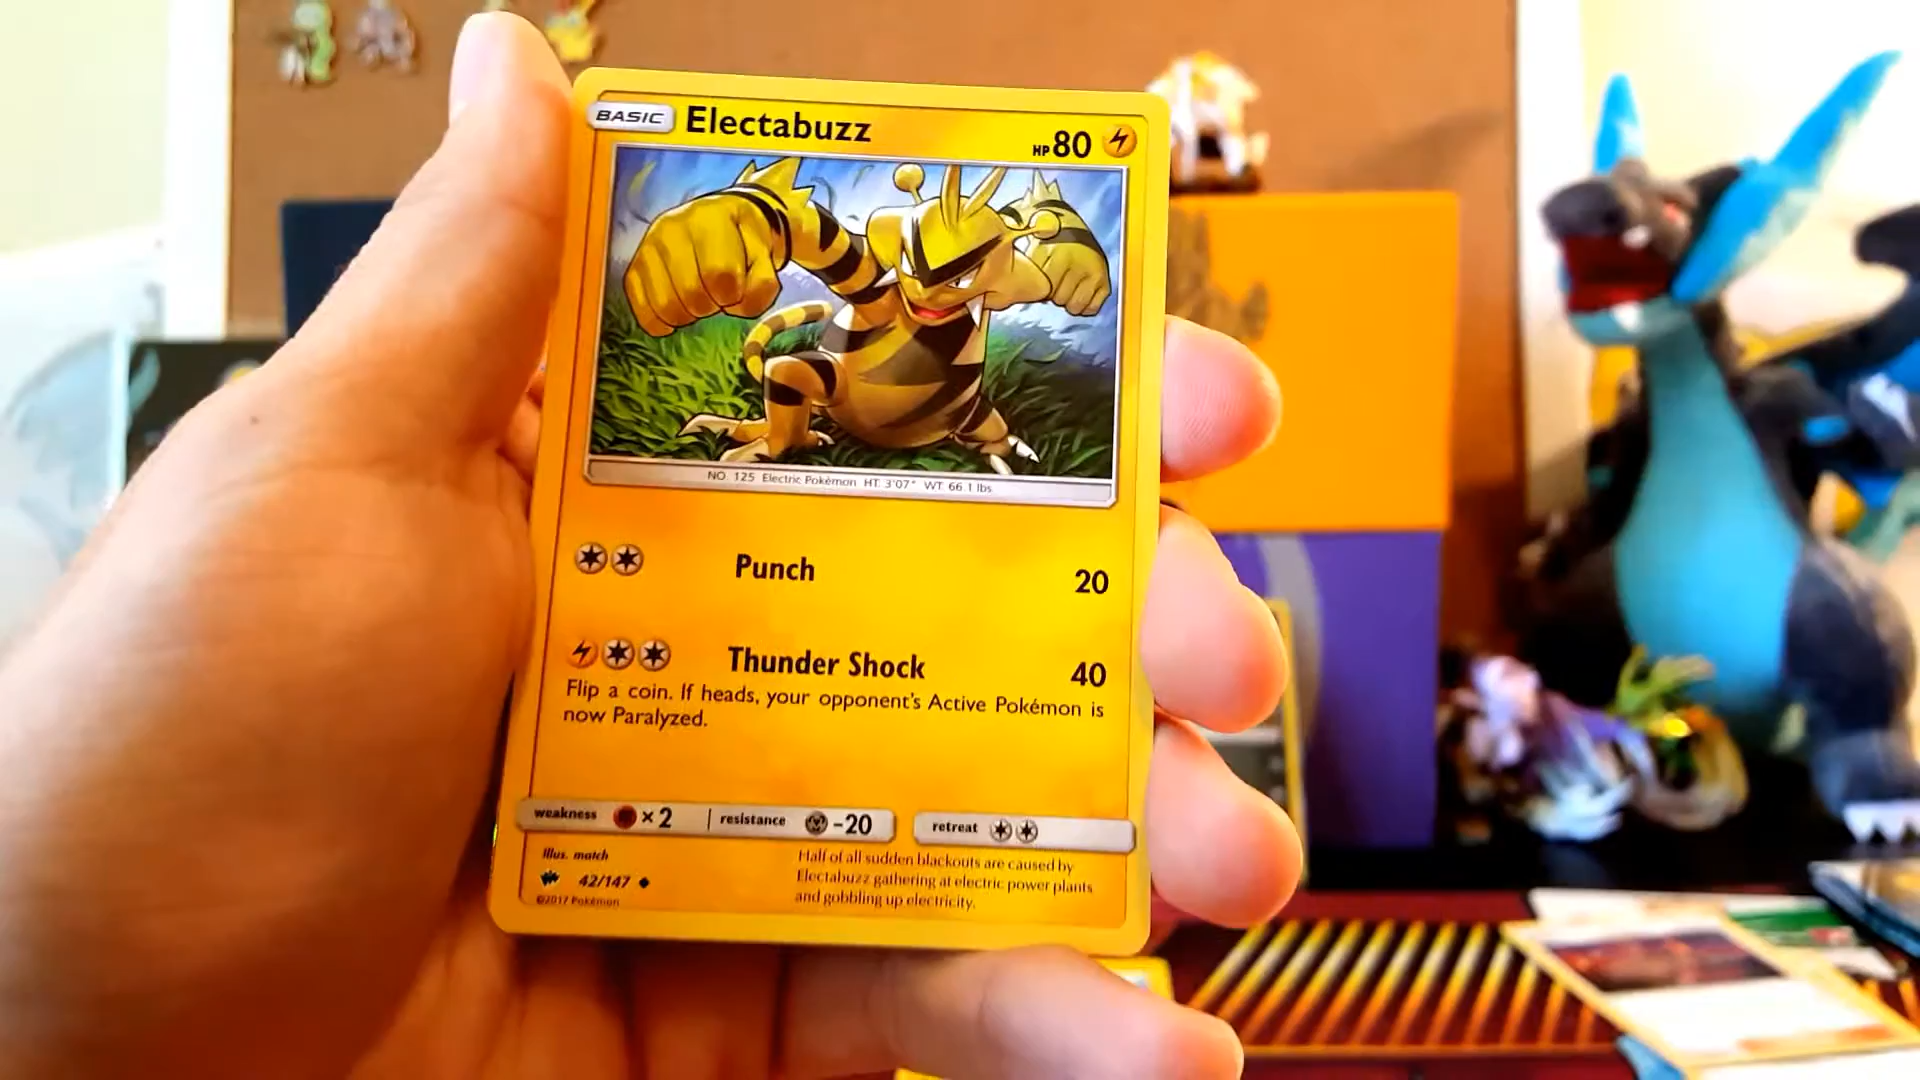 BASIC Electabuzz HP 80
NO. 125 Electric Pokémon HT. 3'07" WT. 66.1 lbs
Punch 20
Thunder Shock 40
Flip a coin. If heads, your opponent's Active Pokémon is
now Paralyzed.
weakness ×2 resistance -20 retreat
Illus. match
42/147
©2017 Pokémon
Half of all sudden blackouts are caused by
Electabuzz gathering at electric power plants
and gobbling up electricity.